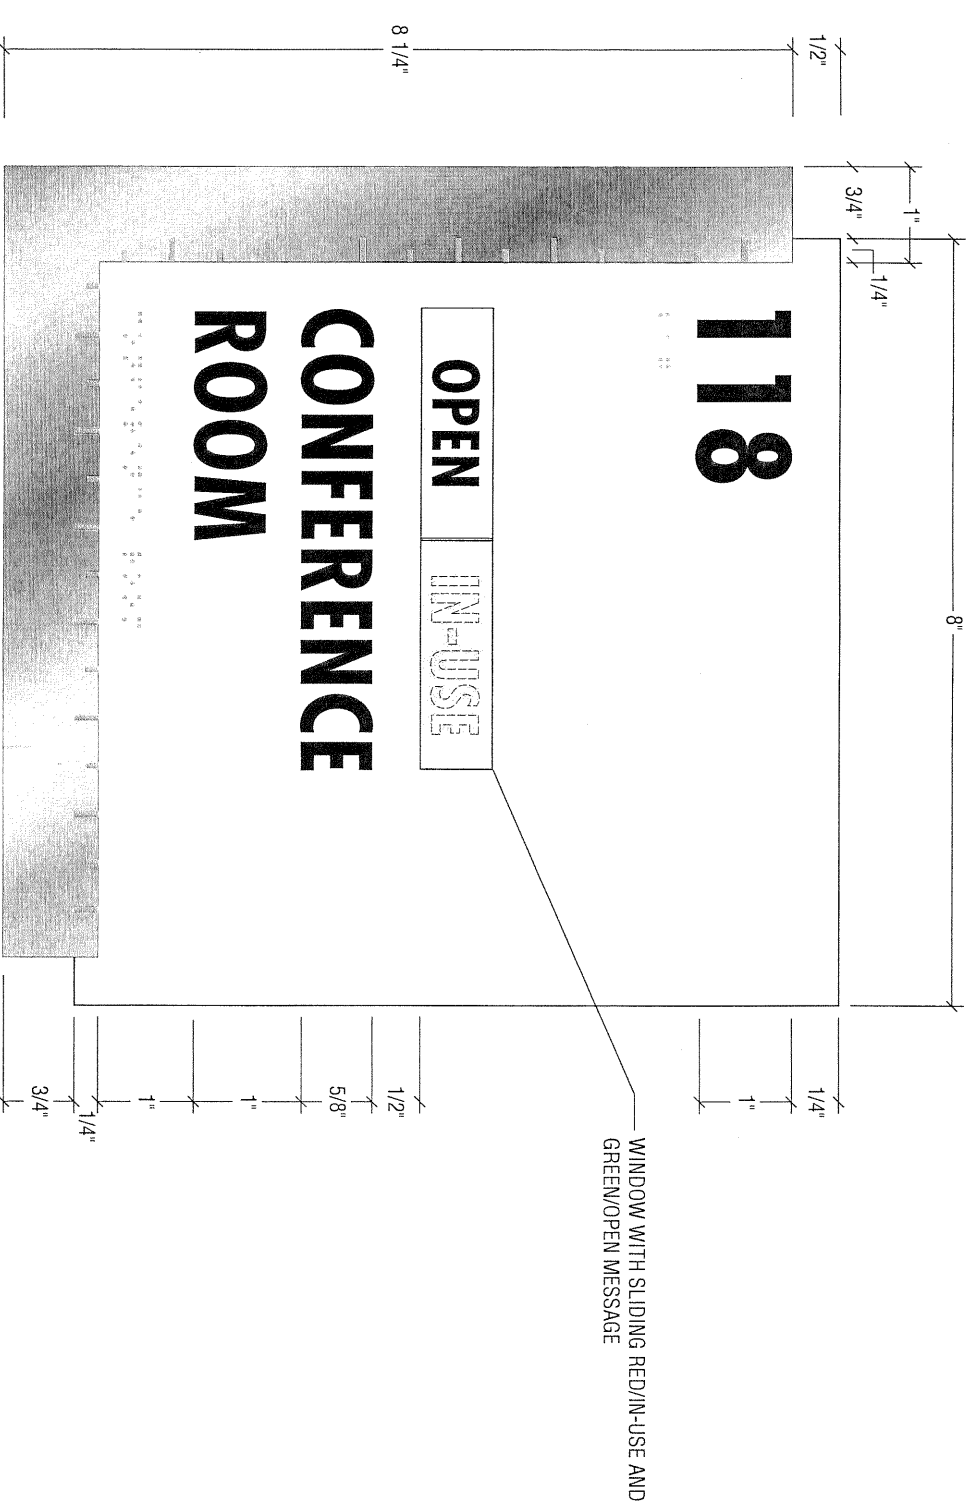 8"
1"
3/4"
1/4"
1/2"
8 1/4"
118
OPEN
IN-USE
CONFERENCE
ROOM
1/4"
1"
1/2"
5/8"
1"
1"
1/4"
3/4"
WINDOW WITH SLIDING RED/IN-USE AND
GREEN/OPEN MESSAGE